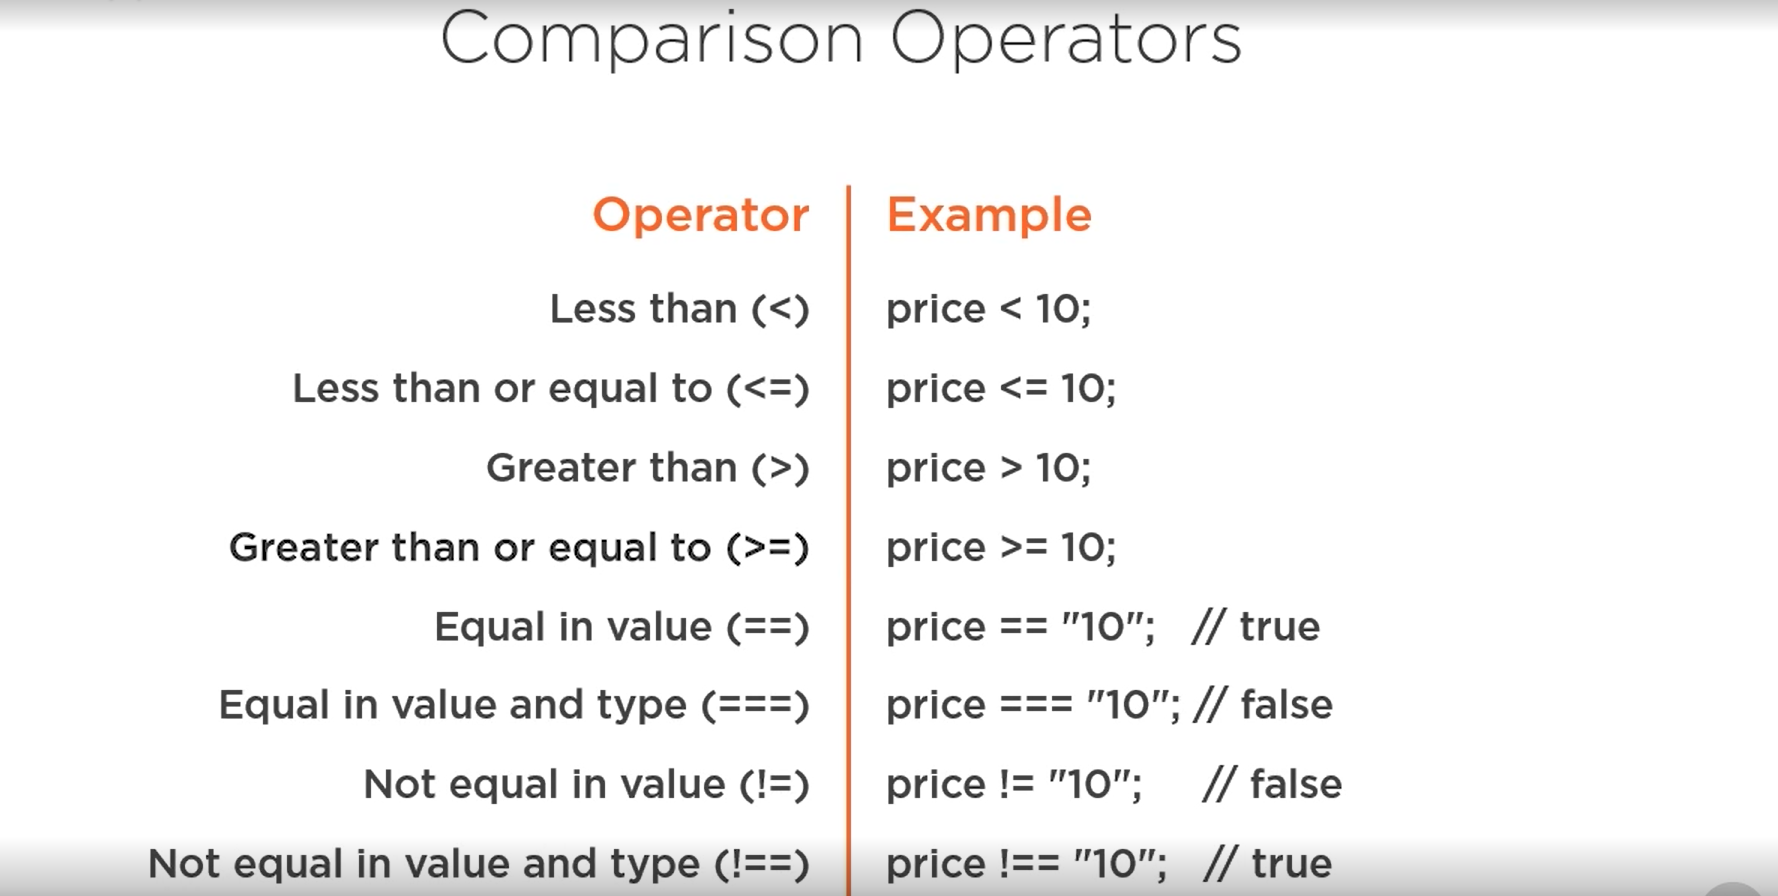 Comparison Operators
Operator Example
Less than (<) price < 10;
Less than or equal to (<=) price <= 10;
Greater than (>) price > 10;
Greater than or equal to (>=) price >= 10;
Equal in value (==) price == "10"; // true
Equal in value and type (===) price === "10"; // false
Not equal in value (!=) price != "10"; // false
Not equal in value and type (!==) price !== "10"; // true